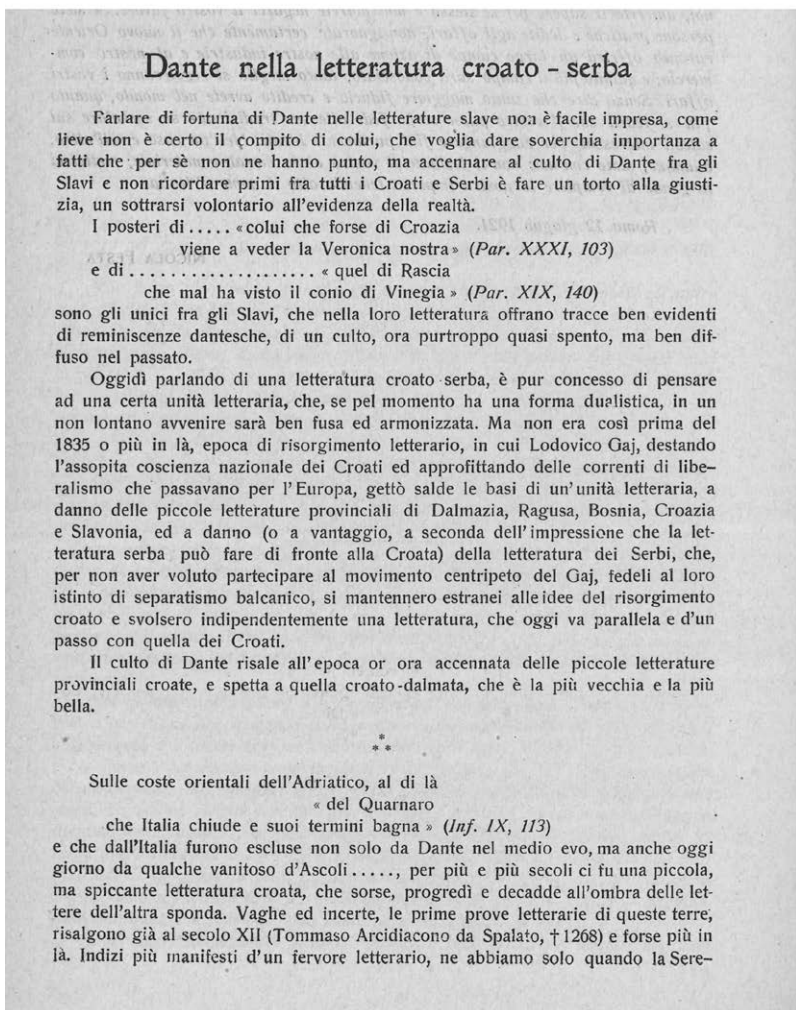 Dante nella letteratura croato - serba
Farlare di fortuna di Dante nelle letterature slave non è facile impresa, come
lieve non è certo il compito di colui, che voglia dare soverchia importanza a
fatti che per sè non ne hanno punto, ma accennare al culto di Dante fra gli
Slavi e non ricordare primi fra tutti i Croati e Serbi è fare un torto alla giusti-
zia, un sottrarsi volontario all'evidenza della realtà.
I posteri di ..... «colui che forse di Croazia
viene a veder la Veronica nostra» (Par. XXXI, 103)
e di .................... « quel di Rascia
che mal ha visto il conio di Vinegia » (Par. XIX, 140)
sono gli unici fra gli Slavi, che nella loro letteratura offrano tracce ben evidenti
di reminiscenze dantesche, di un culto, ora purtroppo quasi spento, ma ben dif-
fuso nel passato.
Oggidì parlando di una letteratura croato serba, è pur concesso di pensare
ad una certa unità letteraria, che, se pel momento ha una forma dualistica, in un
non lontano avvenire sarà ben fusa ed armonizzata. Ma non era così prima del
1835 o più in là, epoca di risorgimento letterario, in cui Lodovico Gaj, destando
l'assopita coscienza nazionale dei Croati ed approfittando delle correnti di libe-
ralismo che passavano per l'Europa, gettò salde le basi di un'unità letteraria, a
danno delle piccole letterature provinciali di Dalmazia, Ragusa, Bosnia, Croazia
e Slavonia, ed a danno (o a vantaggio, a seconda dell'impressione che la let-
teratura serba può fare di fronte alla Croata) della letteratura dei Serbi, che,
per non aver voluto partecipare al movimento centripeto del Gaj, fedeli al loro
istinto di separatismo balcanico, si mantennero estranei alle idee del risorgimento
croato e svolsero indipendentemente una letteratura, che oggi va parallela e d'un
passo con quella dei Croati.
Il culto di Dante risale all'epoca or ora accennata delle piccole letterature
provinciali croate, e spetta a quella croato-dalmata, che è la più vecchia e la più
bella.
*
* *
Sulle coste orientali dell'Adriatico, al di là
« del Quarnaro
che Italia chiude e suoi termini bagna » (Inf. IX, 113)
e che dall'Italia furono escluse non solo da Dante nel medio evo, ma anche oggi
giorno da qualche vanitoso d'Ascoli ....., per più e più secoli ci fu una piccola,
ma spiccante letteratura croata, che sorse, progredì e decadde all'ombra delle let-
tere dell'altra sponda. Vaghe ed incerte, le prime prove letterarie di queste terre,
risalgono già al secolo XII (Tommaso Arcidiacono da Spalato, † 1268) e forse più in
là. Indizi più manifesti d'un fervore letterario, ne abbiamo solo quando la Sere-